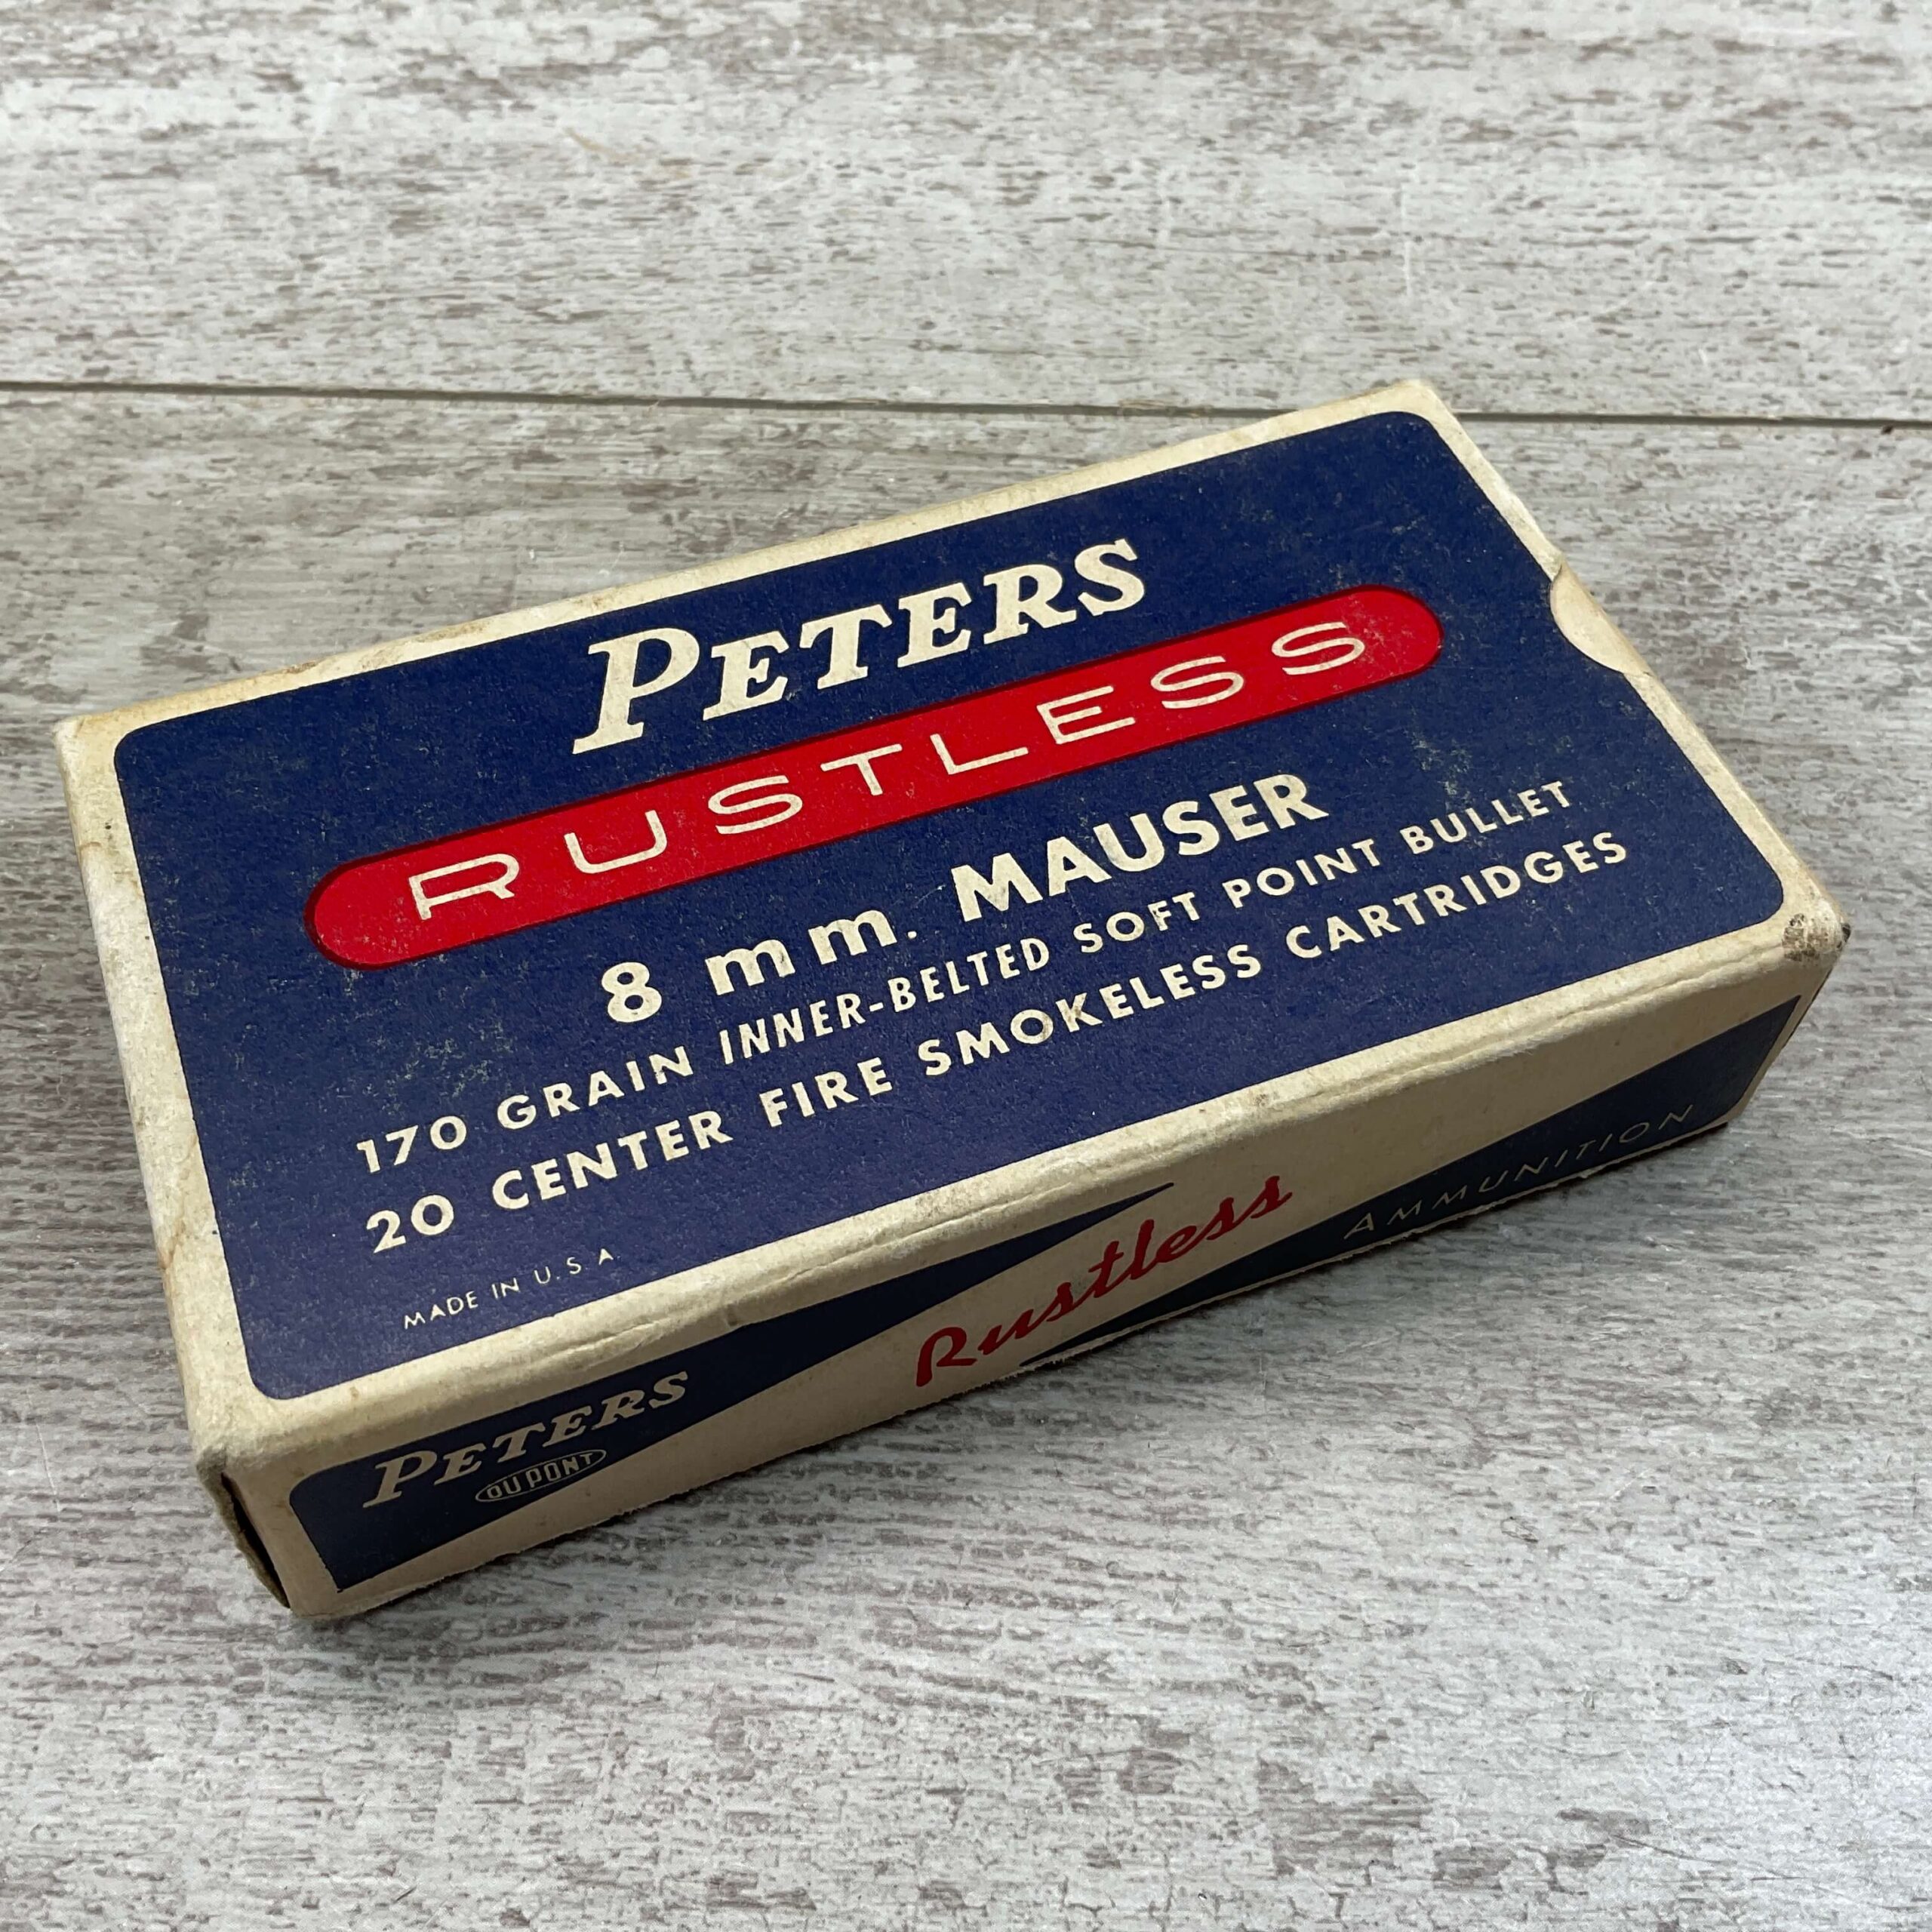 PETERS
RUSTLESS
8 mm. MAUSER
170 GRAIN INNER-BELTED SOFT POINT BULLET
20 CENTER FIRE SMOKELESS CARTRIDGES
MADE IN U.S.A.
PETERS
DU PONT
Rustless
AMMUNITION